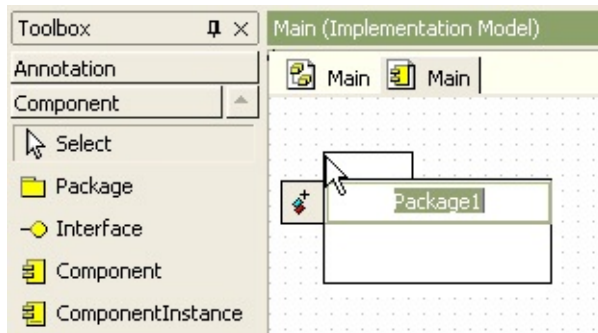 Toolbox
Annotation
Component
Select
Package
Interface
Component
ComponentInstance
Main (Implementation Model)
Main Main
Package1